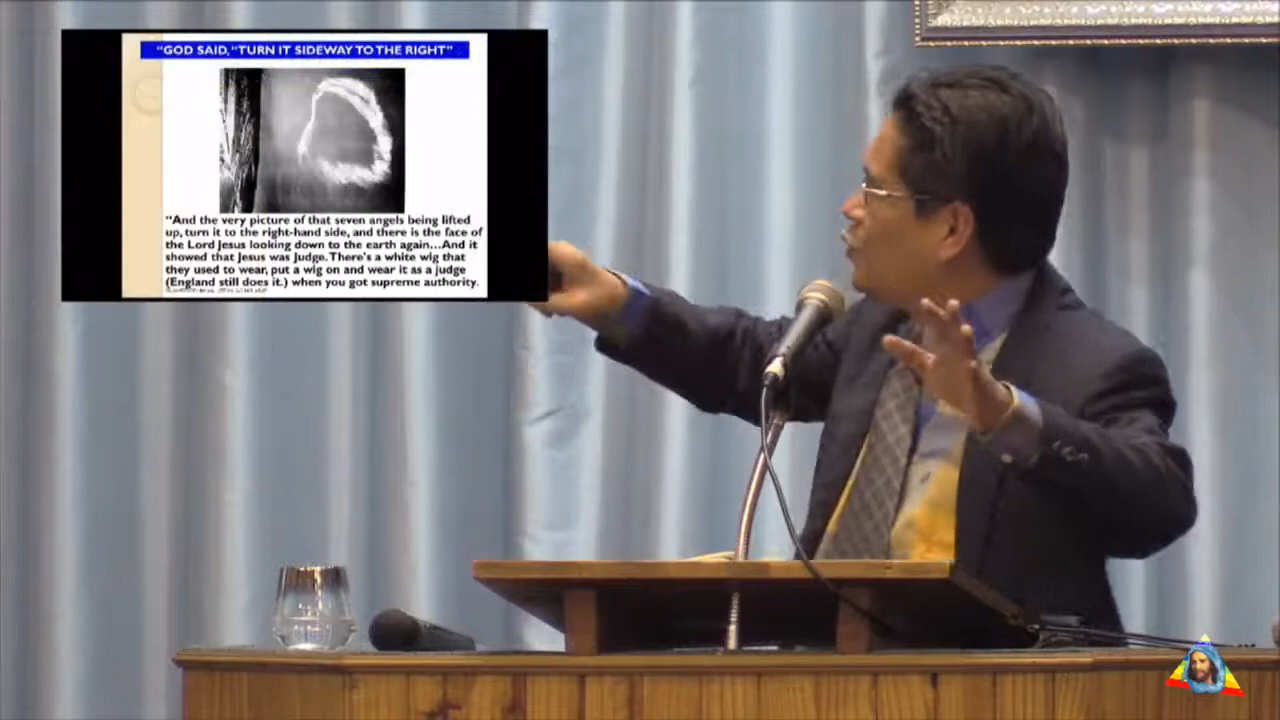 “GOD SAID, “TURN IT SIDEWAY TO THE RIGHT”
“And the very picture of that seven angels being lifted
up, turn it to the right-hand side, and there is the face of
the Lord Jesus looking down to the earth again...And it
showed that Jesus was Judge. There's a white wig that
they used to wear, put a wig on and wear it as a judge
(England still does it.) when you got supreme authority.